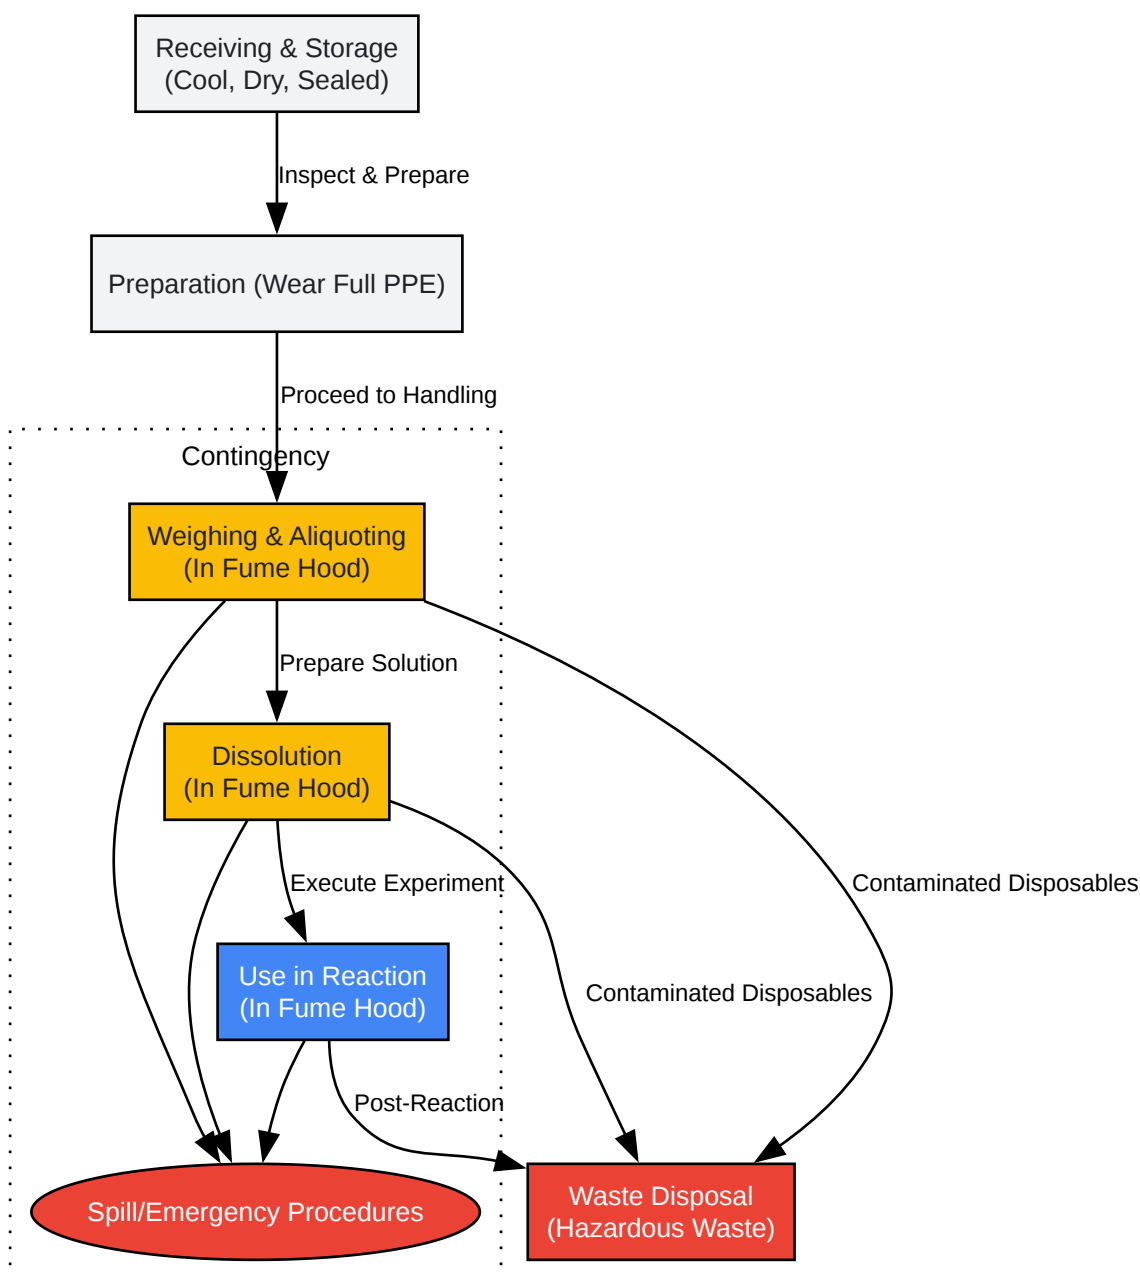 Receiving & Storage
(Cool, Dry, Sealed)
Inspect & Prepare
Preparation (Wear Full PPE)
Proceed to Handling
Contingency
Weighing & Aliquoting
(In Fume Hood)
Prepare Solution
Dissolution
(In Fume Hood)
Execute Experiment
Contaminated Disposables
Use in Reaction
(In Fume Hood)
Contaminated Disposables
Post-Reaction
Spill/Emergency Procedures
Waste Disposal
(Hazardous Waste)